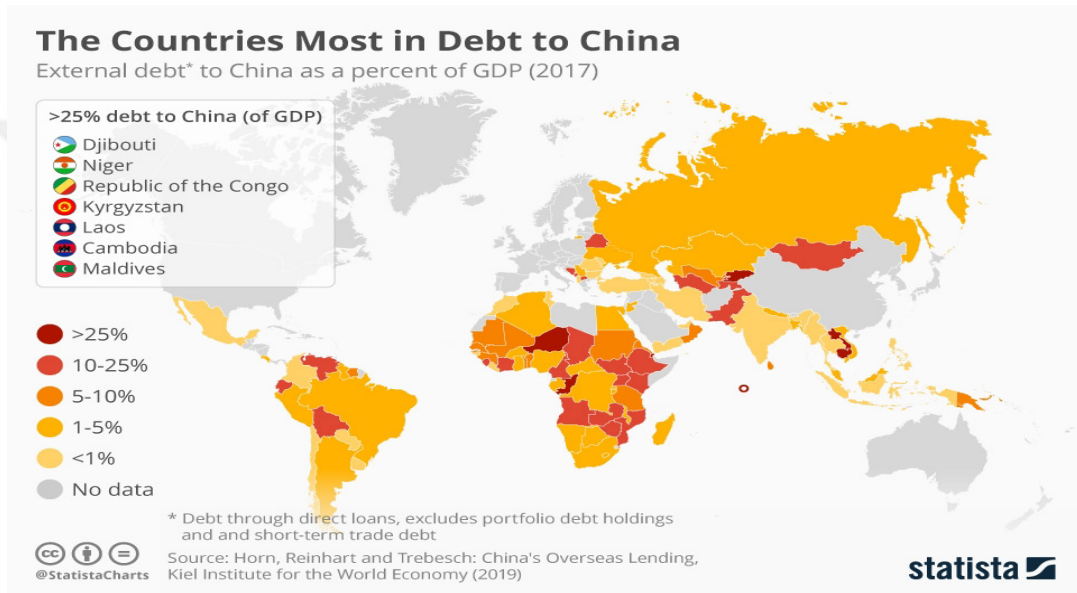 The Countries Most in Debt to China
External debt* to China as a percent of GDP (2017)
>25% debt to China (of GDP)
Djibouti
Niger
Republic of the Congo
Kyrgyzstan
Laos
Cambodia
Maldives
>25%
10-25%
5-10%
1-5%
<1%
No data
* Debt through direct loans, excludes portfolio debt holdings
and and short-term trade debt
Source: Horn, Reinhart and Trebesch: China's Overseas Lending,
Kiel Institute for the World Economy (2019)
cc
@StatistaCharts
statista